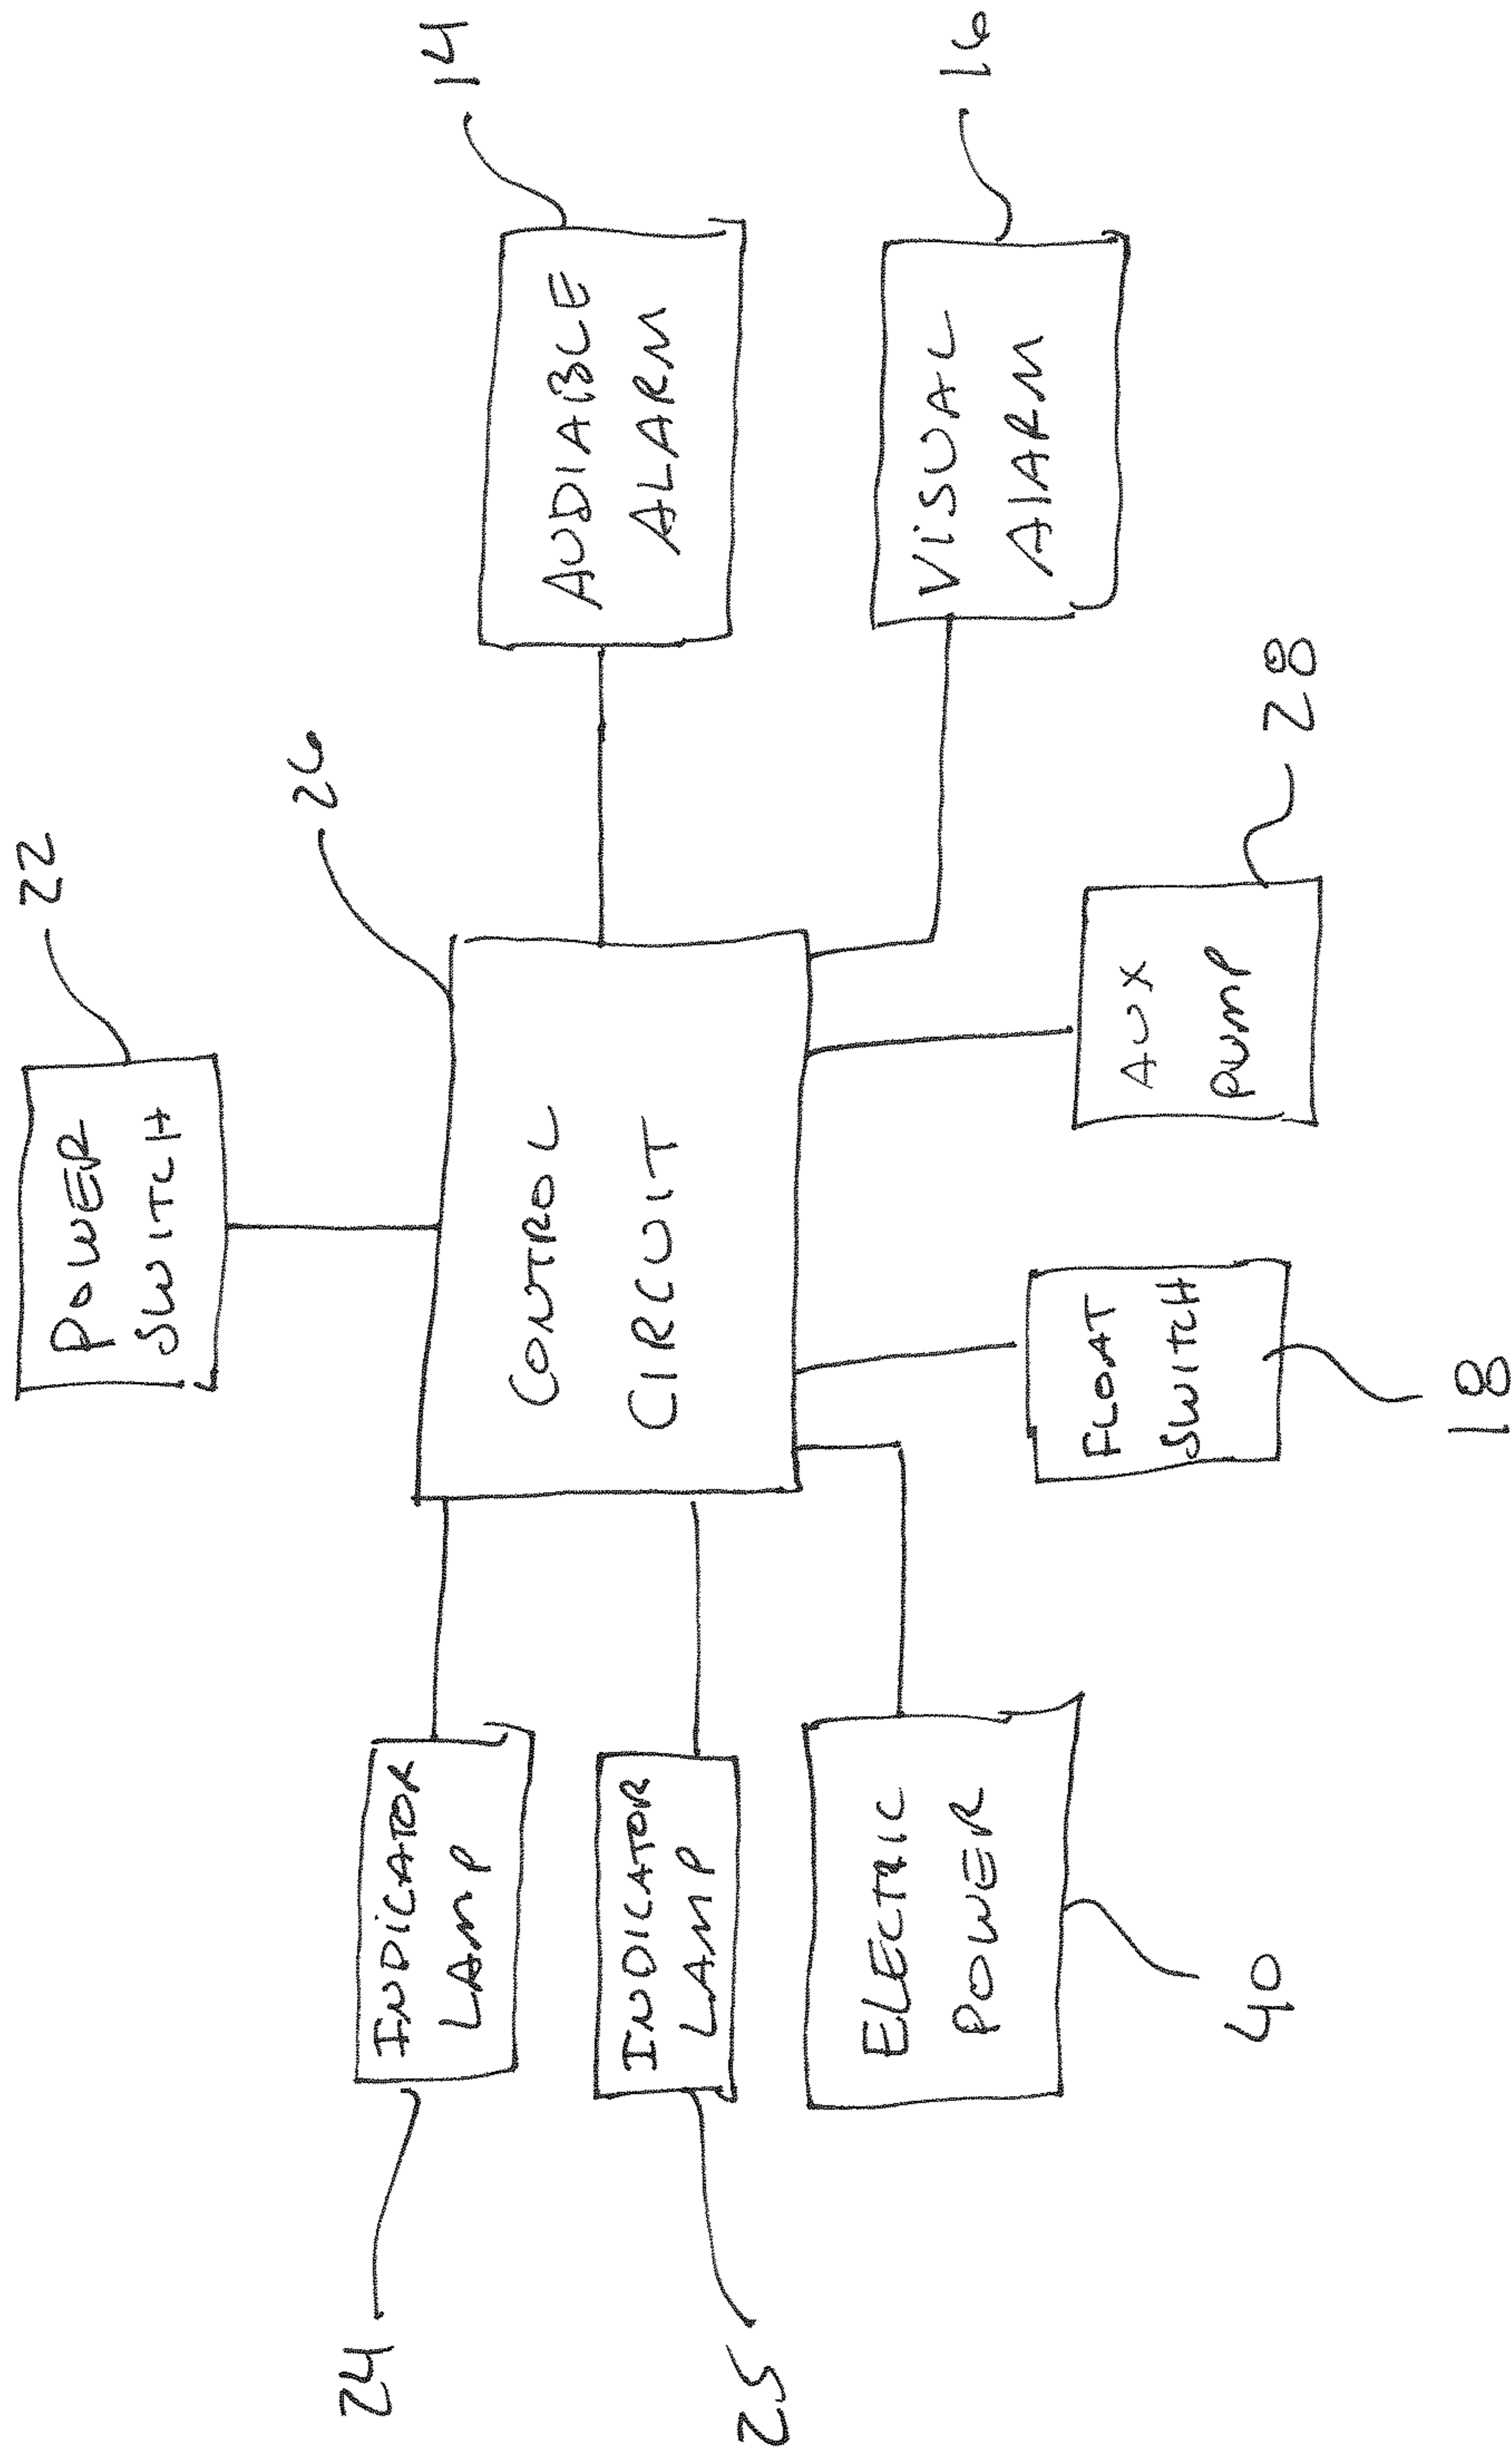 22
POWER
SWITCH
26
24
INDiCATOR
LAMP
CONTROL
CIRCUIT
AUDIABLE
ALARM
14
25
INDICATOR
LAMP
ELECTRIC
POWER
40
FLOAT
SWITCH
18
AUX
PUMP
28
ViSUAL
AlARM
16